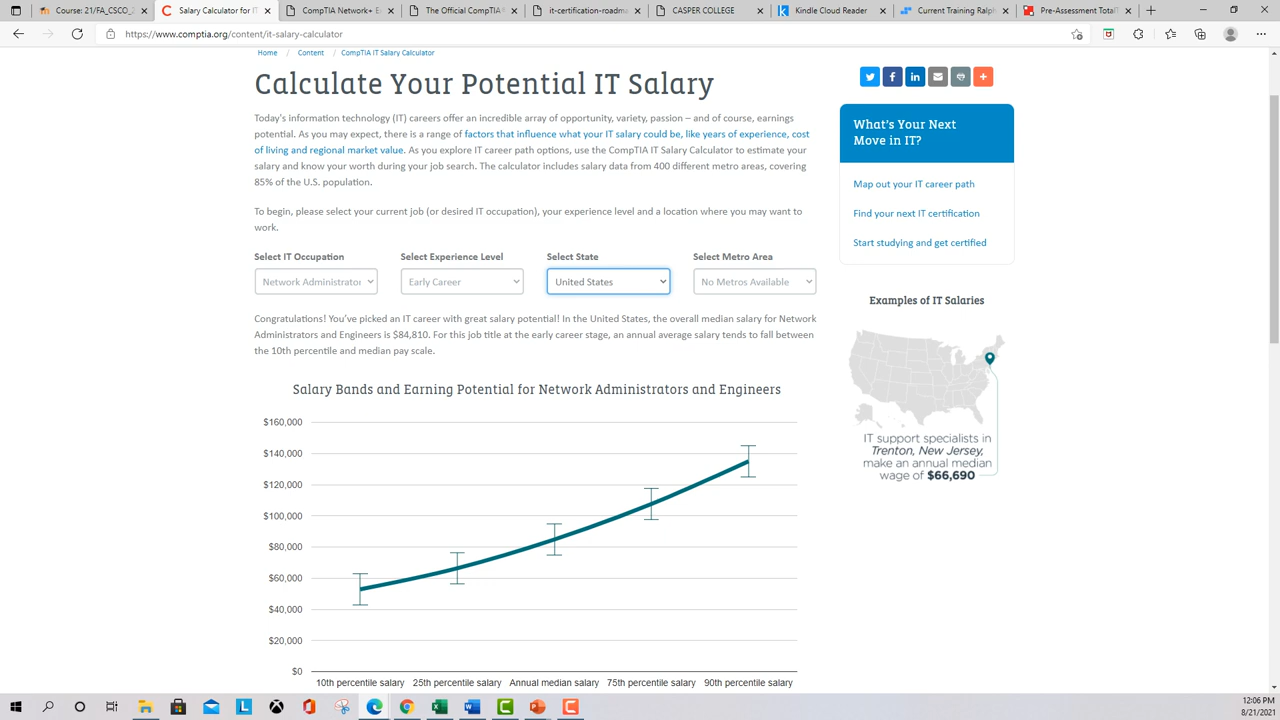 Course: 21/FA_CSCO_2
Salary Calculator for IT
CompTIA Network+ E
The Official CompTIA
it-certification-roadma
CASPER COLLEGE
Kindle Cloud Reader
Current Training Ralph
Pre-Assessment Total
https://www.comptia.org/content/it-salary-calculator
Home / Content / CompTIA IT Salary Calculator
Calculate Your Potential IT Salary
Today's information technology (IT) careers offer an incredible array of opportunity, variety, passion – and of course, earnings
potential. As you may expect, there is a range of factors that influence what your IT salary could be, like years of experience, cost
of living and regional market value. As you explore IT career path options, use the CompTIA IT Salary Calculator to estimate your
salary and know your worth during your job search. The calculator includes salary data from 400 different metro areas, covering
85% of the U.S. population.
To begin, please select your current job (or desired IT occupation), your experience level and a location where you may want to
work.
Select IT Occupation
Select Experience Level
Select State
Select Metro Area
Network Administrator
Early Career
United States
No Metros Available
Congratulations! You've picked an IT career with great salary potential! In the United States, the overall median salary for Network
Administrators and Engineers is $84,810. For this job title at the early career stage, an annual average salary tends to fall between
the 10th percentile and median pay scale.
Salary Bands and Earning Potential for Network Administrators and Engineers
$160,000
$140,000
$120,000
$100,000
$80,000
$60,000
$40,000
$20,000
$0
10th percentile salary
25th percentile salary
Annual median salary
75th percentile salary
90th percentile salary
What's Your Next
Move in IT?
Map out your IT career path
Find your next IT certification
Start studying and get certified
Examples of IT Salaries
IT support specialists in
Trenton, New Jersey,
make an annual median
wage of $66,690
12:06 PM
8/21/2021